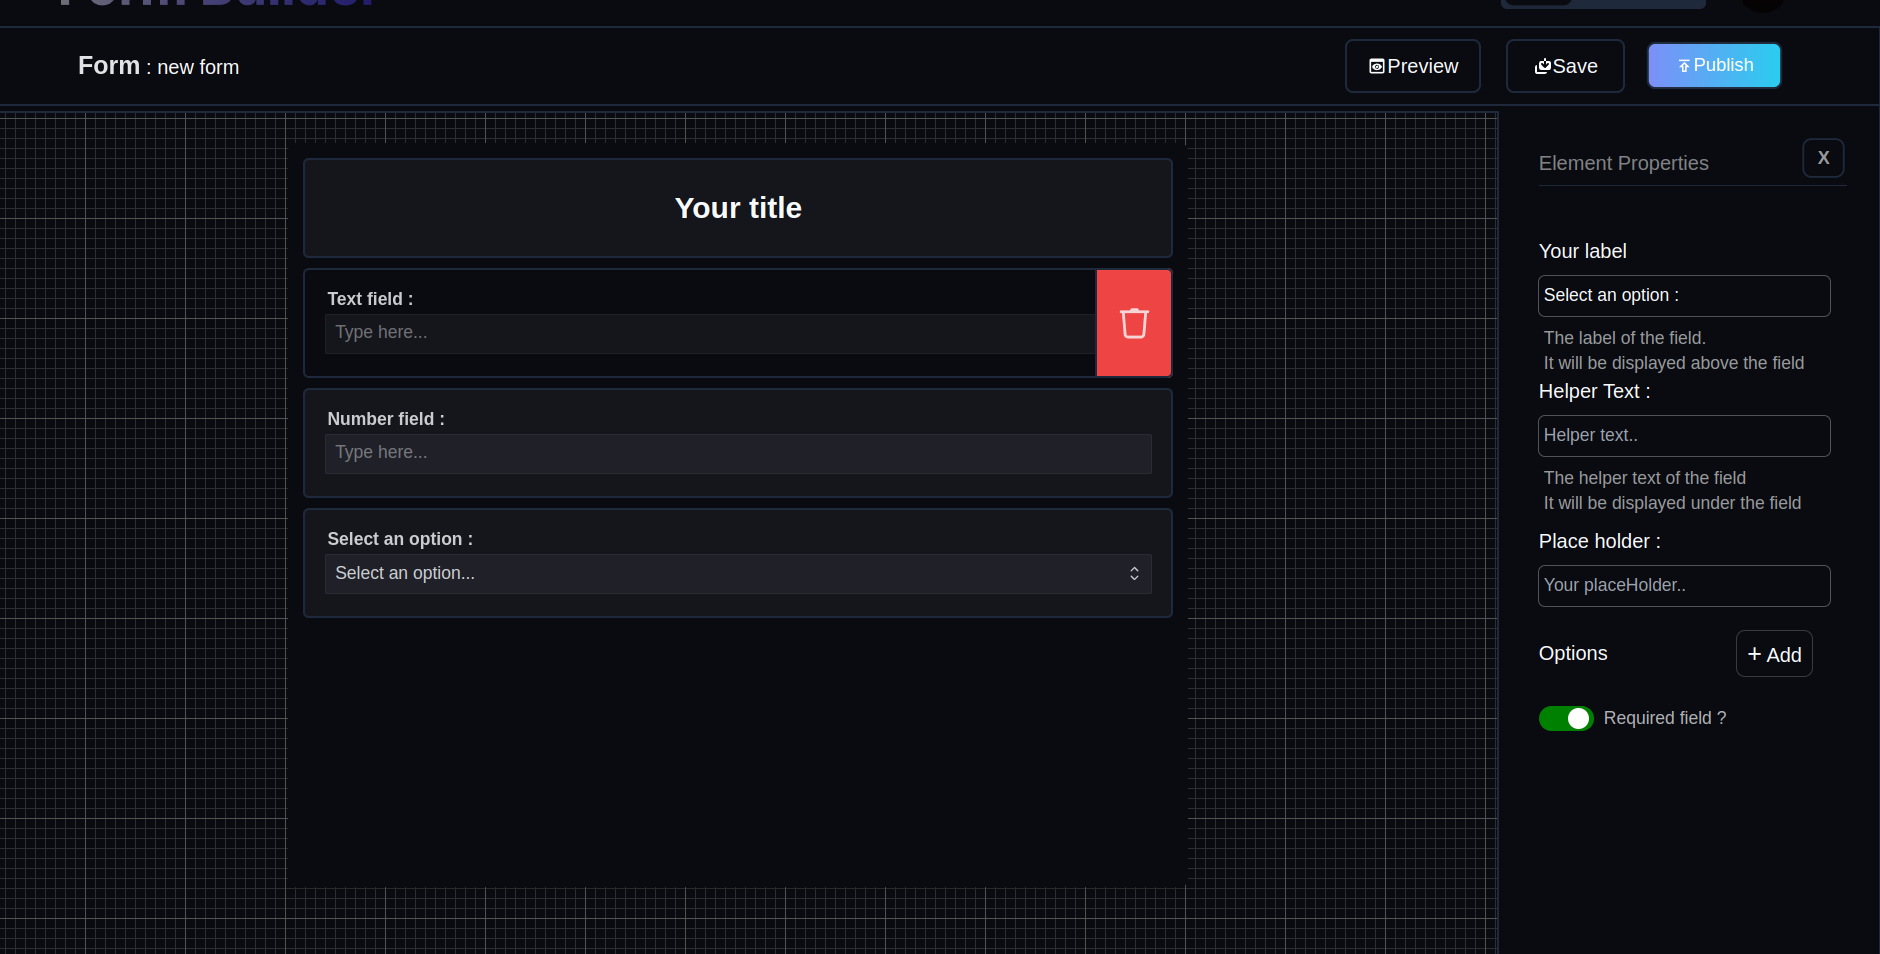 Form Builder
Form : new form
Preview
Save
Publish
Your title
Text field :
Type here...
Number field :
Type here...
Select an option :
Select an option...
Element Properties
X
Your label
Select an option :
The label of the field.
It will be displayed above the field
Helper Text :
Helper text..
The helper text of the field
It will be displayed under the field
Place holder :
Your placeHolder..
Options
+ Add
Required field ?